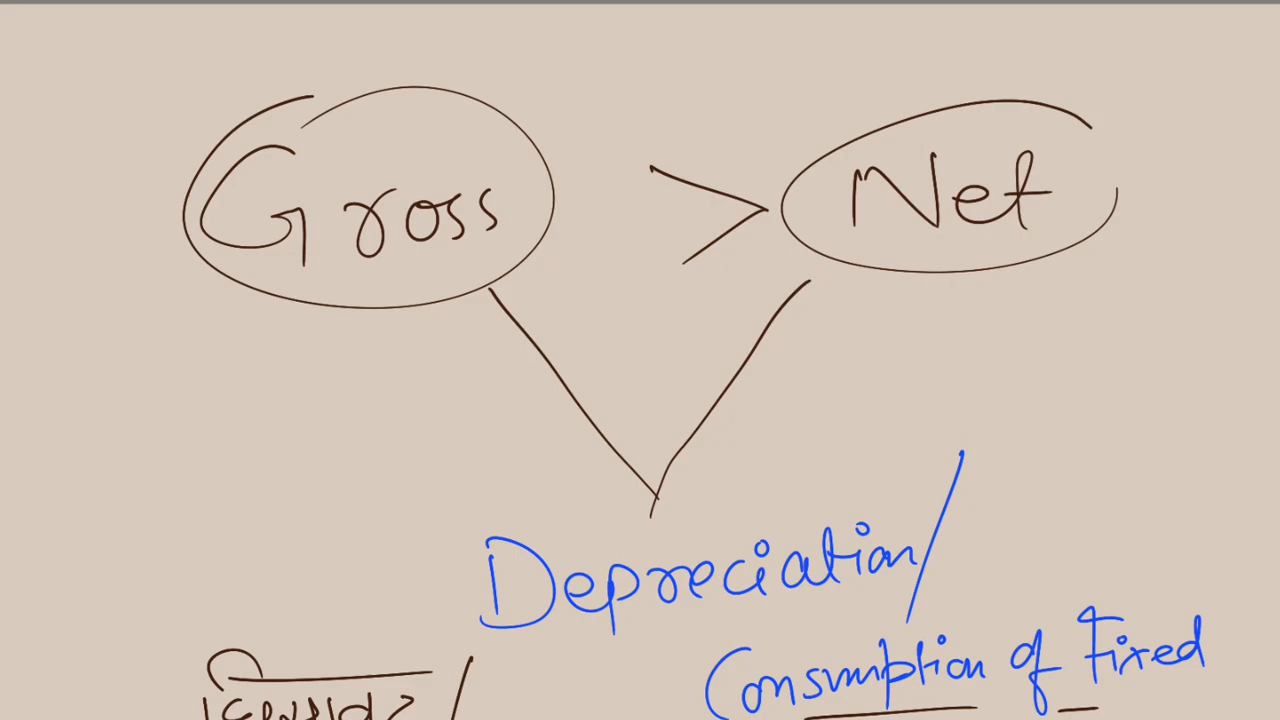 Gross > Net
Depreciation/
Consumption of Fixed